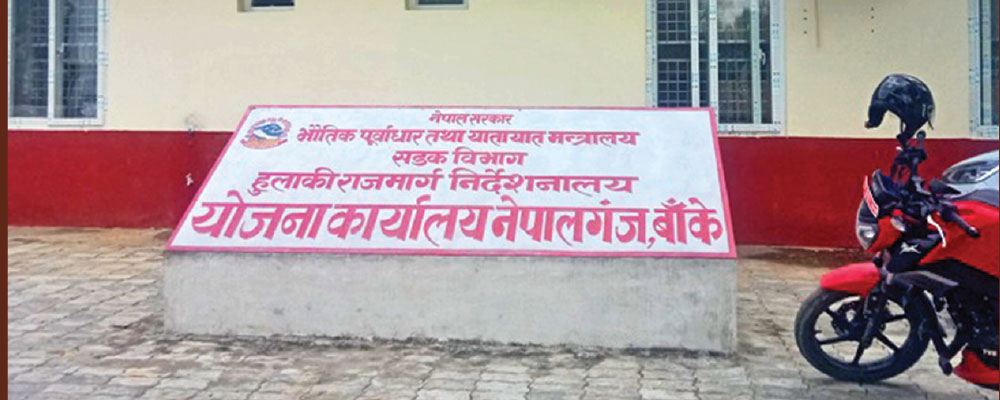 नेपाल सरकार
भौतिक पूर्वाधार तथा यातायात मन्त्रालय
सडक विभाग
हुलाकी राजमार्ग निर्देशनालय
योजना कार्यालय नेपालगंज, बाँके